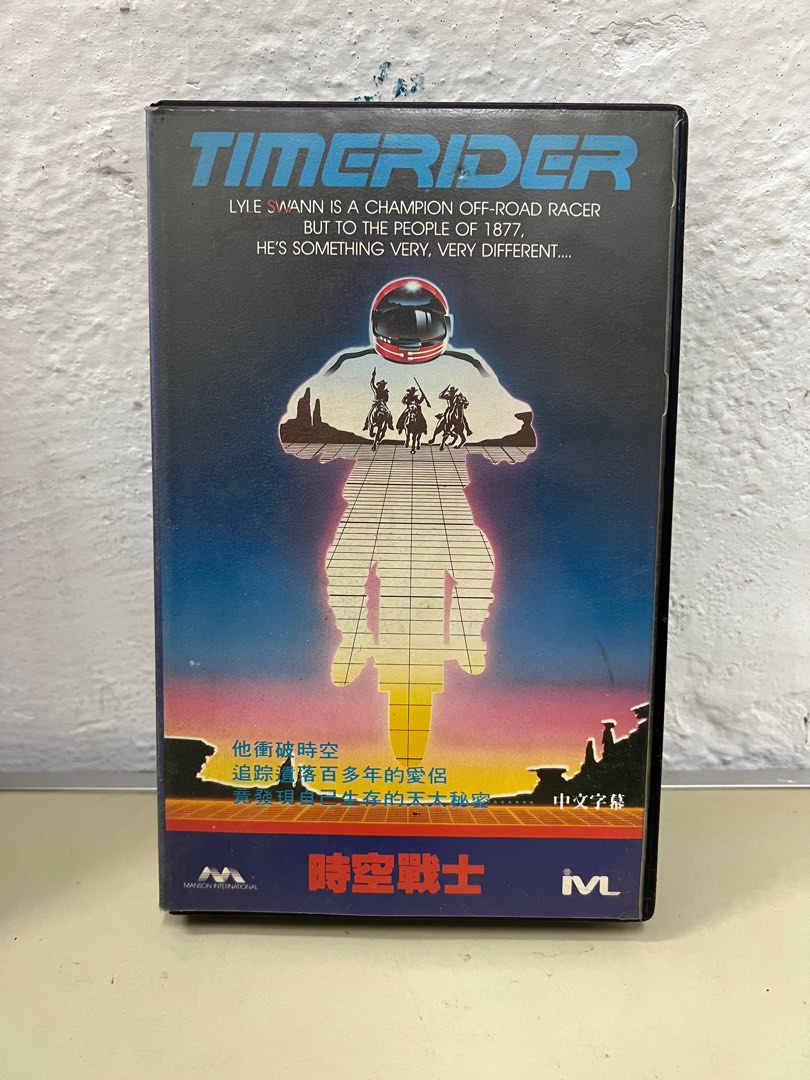 TIMERIDER
LYLE SWANN IS A CHAMPION OFF-ROAD RACER
BUT TO THE PEOPLE OF 1877,
HE'S SOMETHING VERY, VERY DIFFERENT....
他衝破時空
追踪遺落百多年的愛侶
竟發現自己生存的天大秘密...... 中文字幕
MANSON INTERNATIONAL
時空戰士
IVL